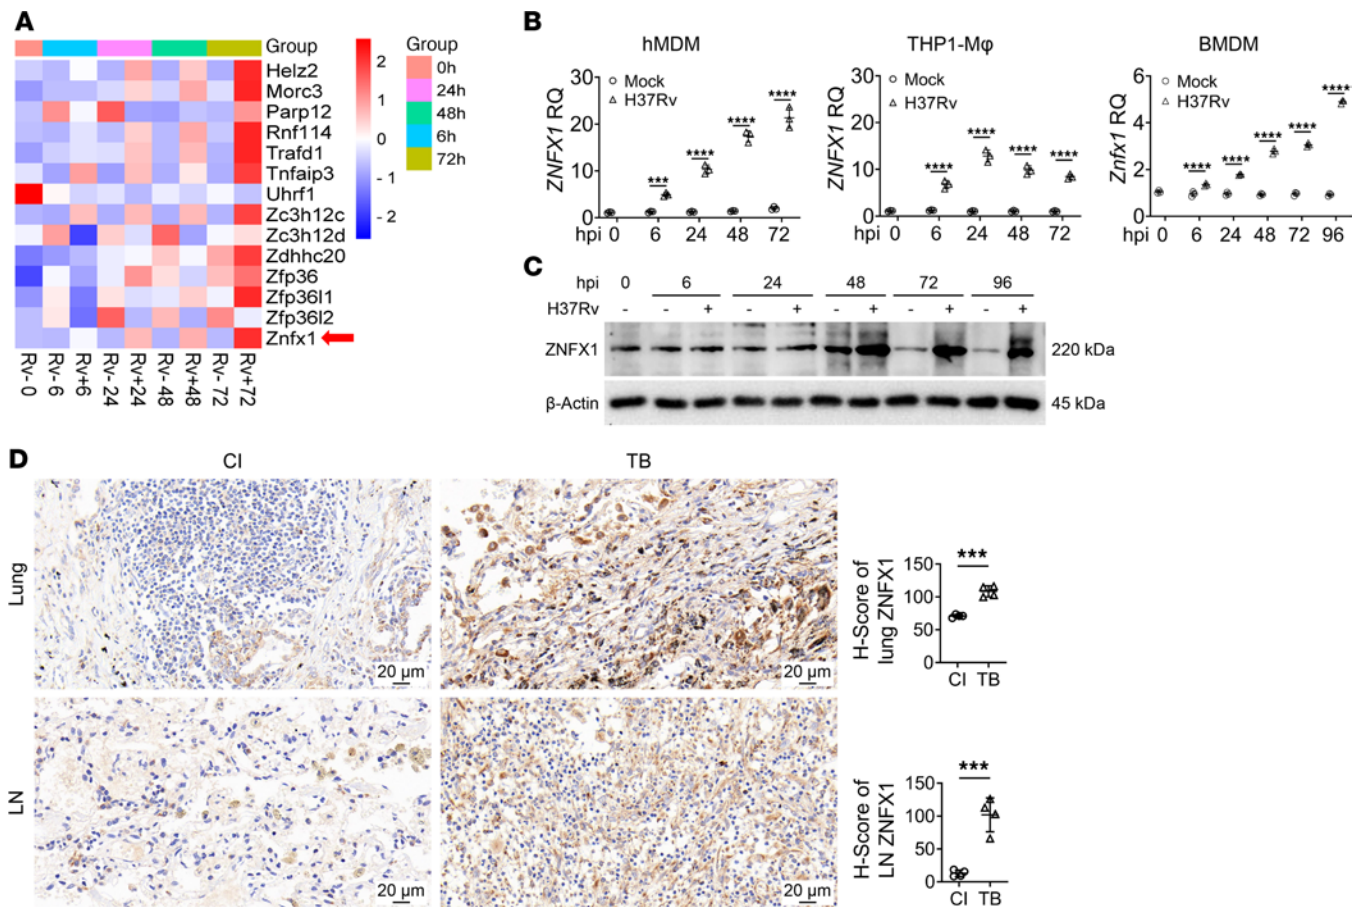 A
Group
2
1
0
- 1
- 2
Group
0h
24h
48h
6h
72h
Helz2
Morc3
Parp12
Rnf114
Trafd1
Tnfaip3
Uhrf1
Zc3h12c
Zc3h12d
Zdhhc20
Zfp36
Zfp36l1
Zfp36l2
Znfx1
Rv- 0
Rv- 6
Rv+6
Rv- 24
Rv+24
Rv- 48
Rv+48
Rv- 72
Rv+72
B
hMDM
ZNFX1 RQ
30
20
10
0
Mock
H37Rv
***
****
****
****
hpi 0 6 24 48 72
THP1-Mφ
ZNFX1 RQ
30
20
10
0
Mock
H37Rv
****
****
****
****
hpi 0 6 24 48 72
BMDM
Znfx1 RQ
6
4
2
0
Mock
H37Rv
****
****
****
****
****
hpi 0 6 24 48 72 96
C
hpi 0 6 24 48 72 96
H37Rv - - + - + - + - + - +
ZNFX1 220 kDa
β-Actin 45 kDa
D
CI TB
Lung
20 µm
20 µm
H-Score of
lung ZNFX1
150
100
50
0
***
CI TB
LN
20 µm
20 µm
H-Score of
LN ZNFX1
150
100
50
0
***
CI TB